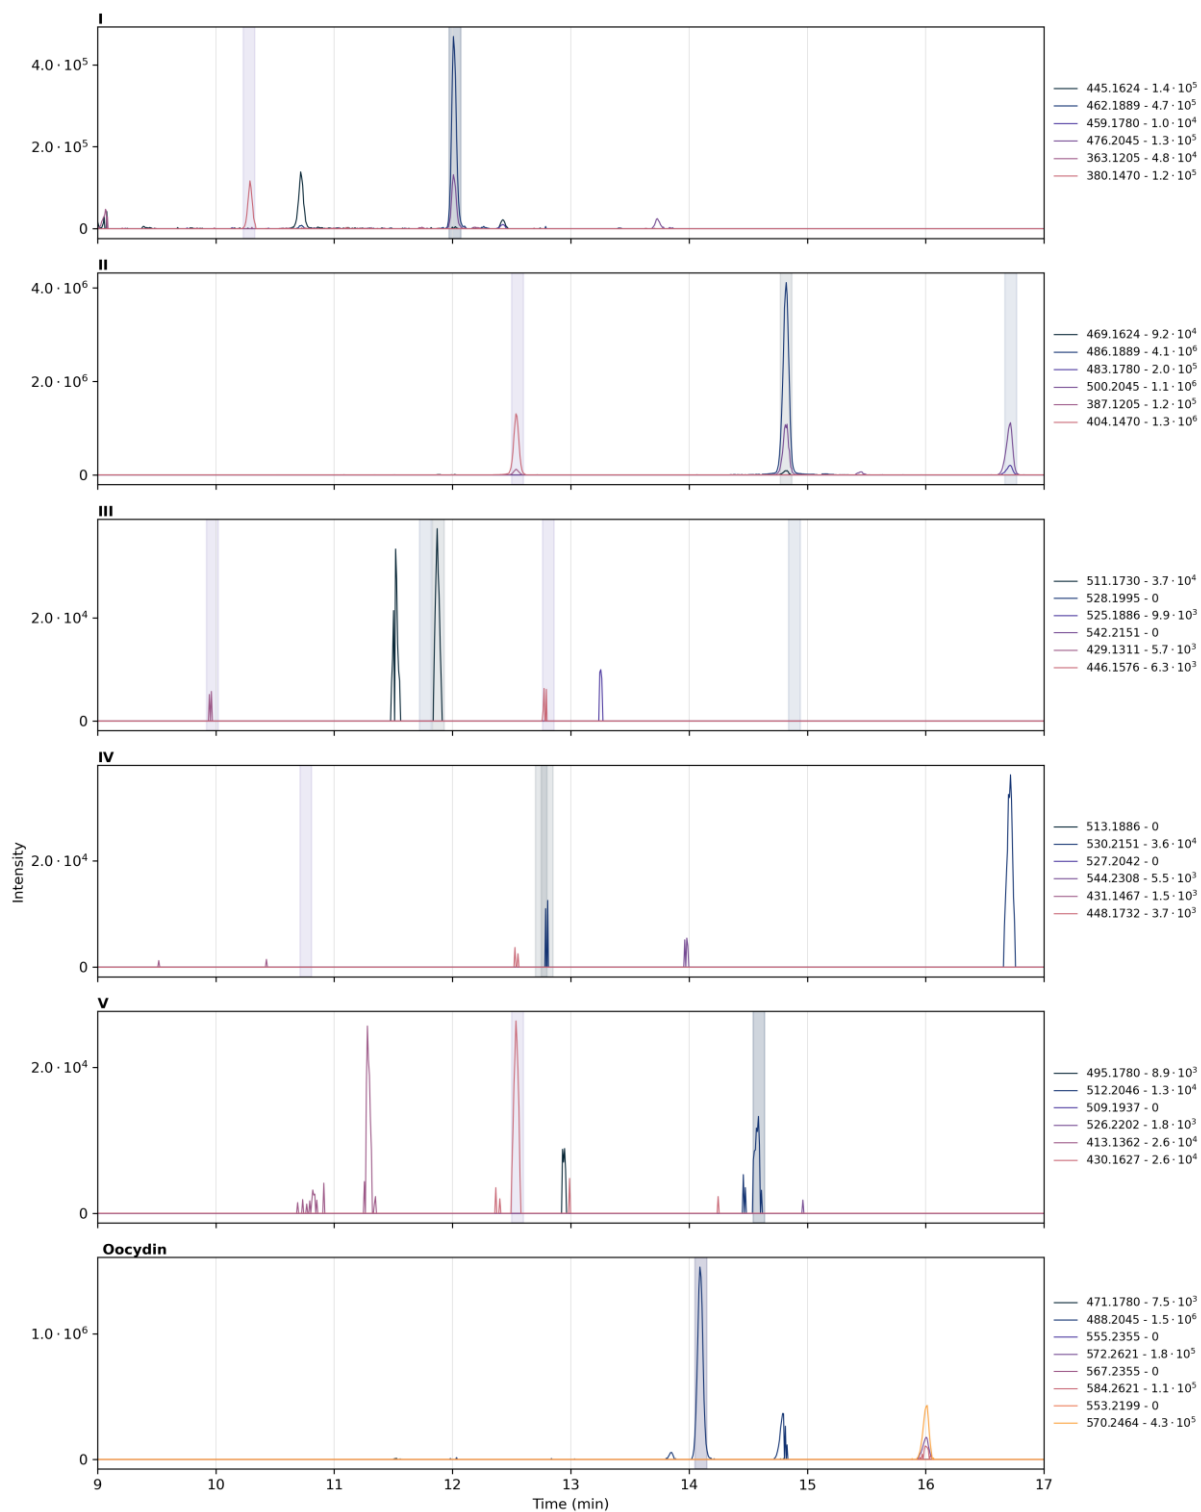 I
4.0 · 10⁵
2.0 · 10⁵
0
445.1624 - 1.4 · 10⁵
462.1889 - 4.7 · 10⁵
459.1780 - 1.0 · 10⁴
476.2045 - 1.3 · 10⁵
363.1205 - 4.8 · 10⁴
380.1470 - 1.2 · 10⁵
II
4.0 · 10⁶
2.0 · 10⁶
0
469.1624 - 9.2 · 10⁴
486.1889 - 4.1 · 10⁶
483.1780 - 2.0 · 10⁵
500.2045 - 1.1 · 10⁶
387.1205 - 1.2 · 10⁵
404.1470 - 1.3 · 10⁶
III
2.0 · 10⁴
0
511.1730 - 3.7 · 10⁴
528.1995 - 0
525.1886 - 9.9 · 10³
542.2151 - 0
429.1311 - 5.7 · 10³
446.1576 - 6.3 · 10³
IV
2.0 · 10⁴
0
513.1886 - 0
530.2151 - 3.6 · 10⁴
527.2042 - 0
544.2308 - 5.5 · 10³
431.1467 - 1.5 · 10³
448.1732 - 3.7 · 10³
Intensity
V
2.0 · 10⁴
0
495.1780 - 8.9 · 10³
512.2046 - 1.3 · 10⁴
509.1937 - 0
526.2202 - 1.8 · 10³
413.1362 - 2.6 · 10⁴
430.1627 - 2.6 · 10⁴
Oocydin
1.0 · 10⁶
0
471.1780 - 7.5 · 10³
488.2045 - 1.5 · 10⁶
555.2355 - 0
572.2621 - 1.8 · 10⁵
567.2355 - 0
584.2621 - 1.1 · 10⁵
553.2199 - 0
570.2464 - 4.3 · 10⁵
9 10 11 12 13 14 15 16 17
Time (min)